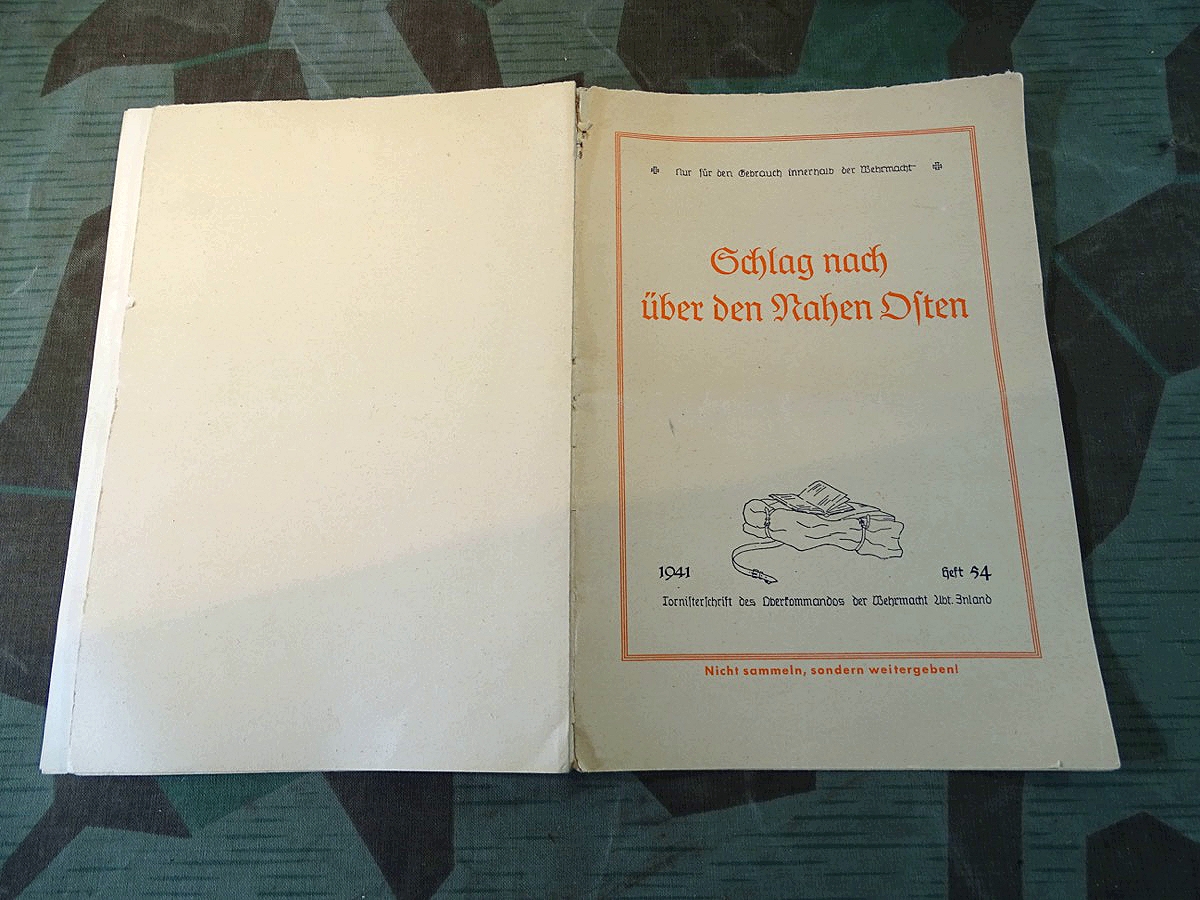 Nur für den Gebrauch innerhalb der Wehrmacht
Schlag nach
über den Nahen Osten
1941
Heft 54
Tornisterschrift des Oberkommandos der Wehrmacht Abt. Inland
Nicht sammeln, sondern weitergeben!